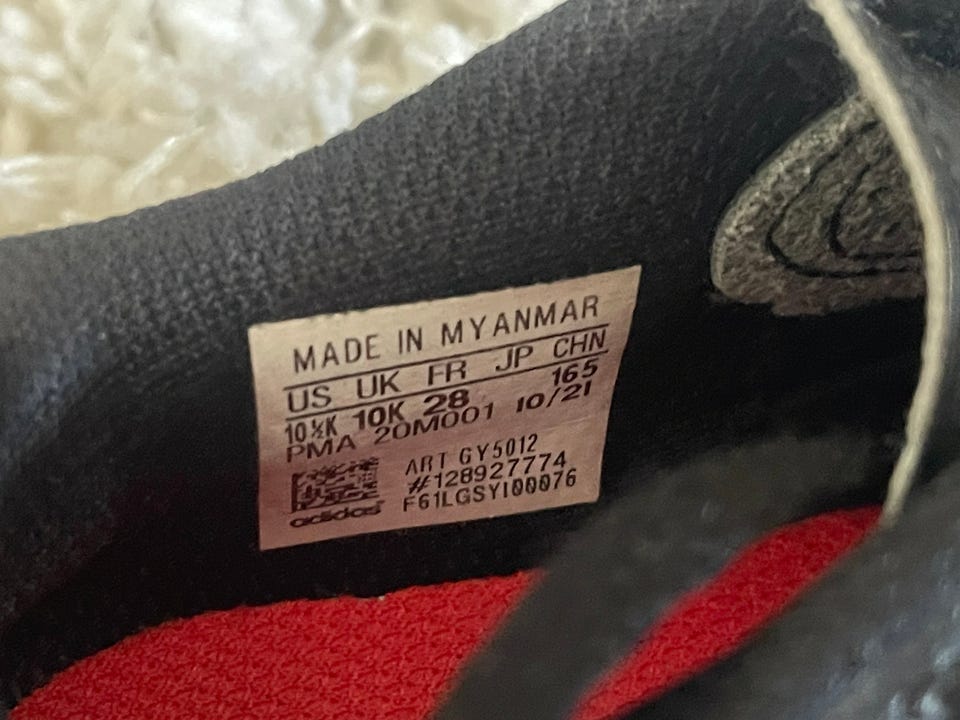 MADE IN MYANMAR
US UK FR JP CHN
10½K 10K 28 165
PMA 20M001 10/21
ART GY5012
#128927774
F61LGSYI00076
adidas